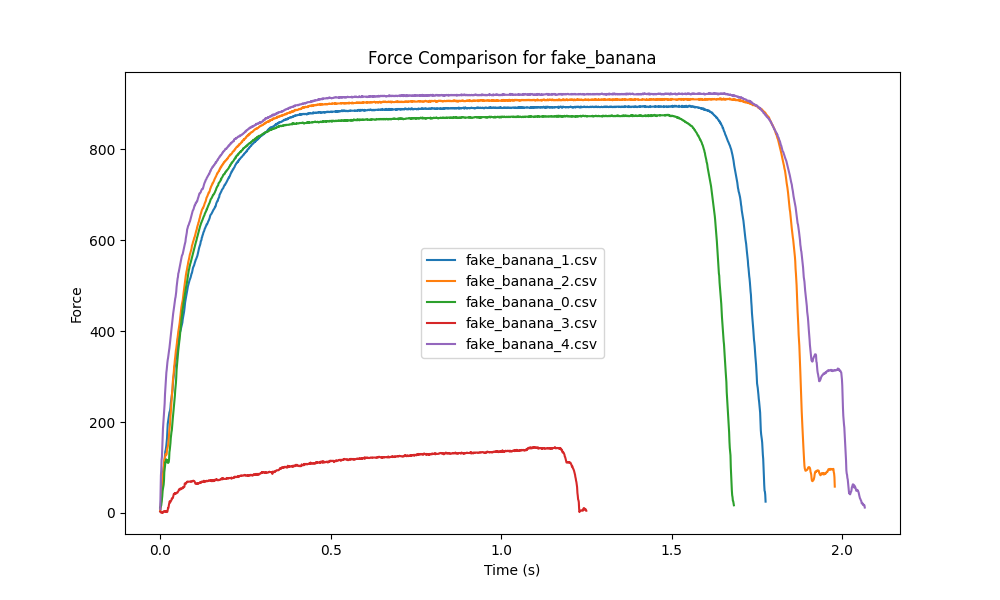 Force Comparison for fake_banana
Force
800
600
400
200
0
fake_banana_1.csv
fake_banana_2.csv
fake_banana_0.csv
fake_banana_3.csv
fake_banana_4.csv
0.0 0.5 1.0 1.5 2.0
Time (s)